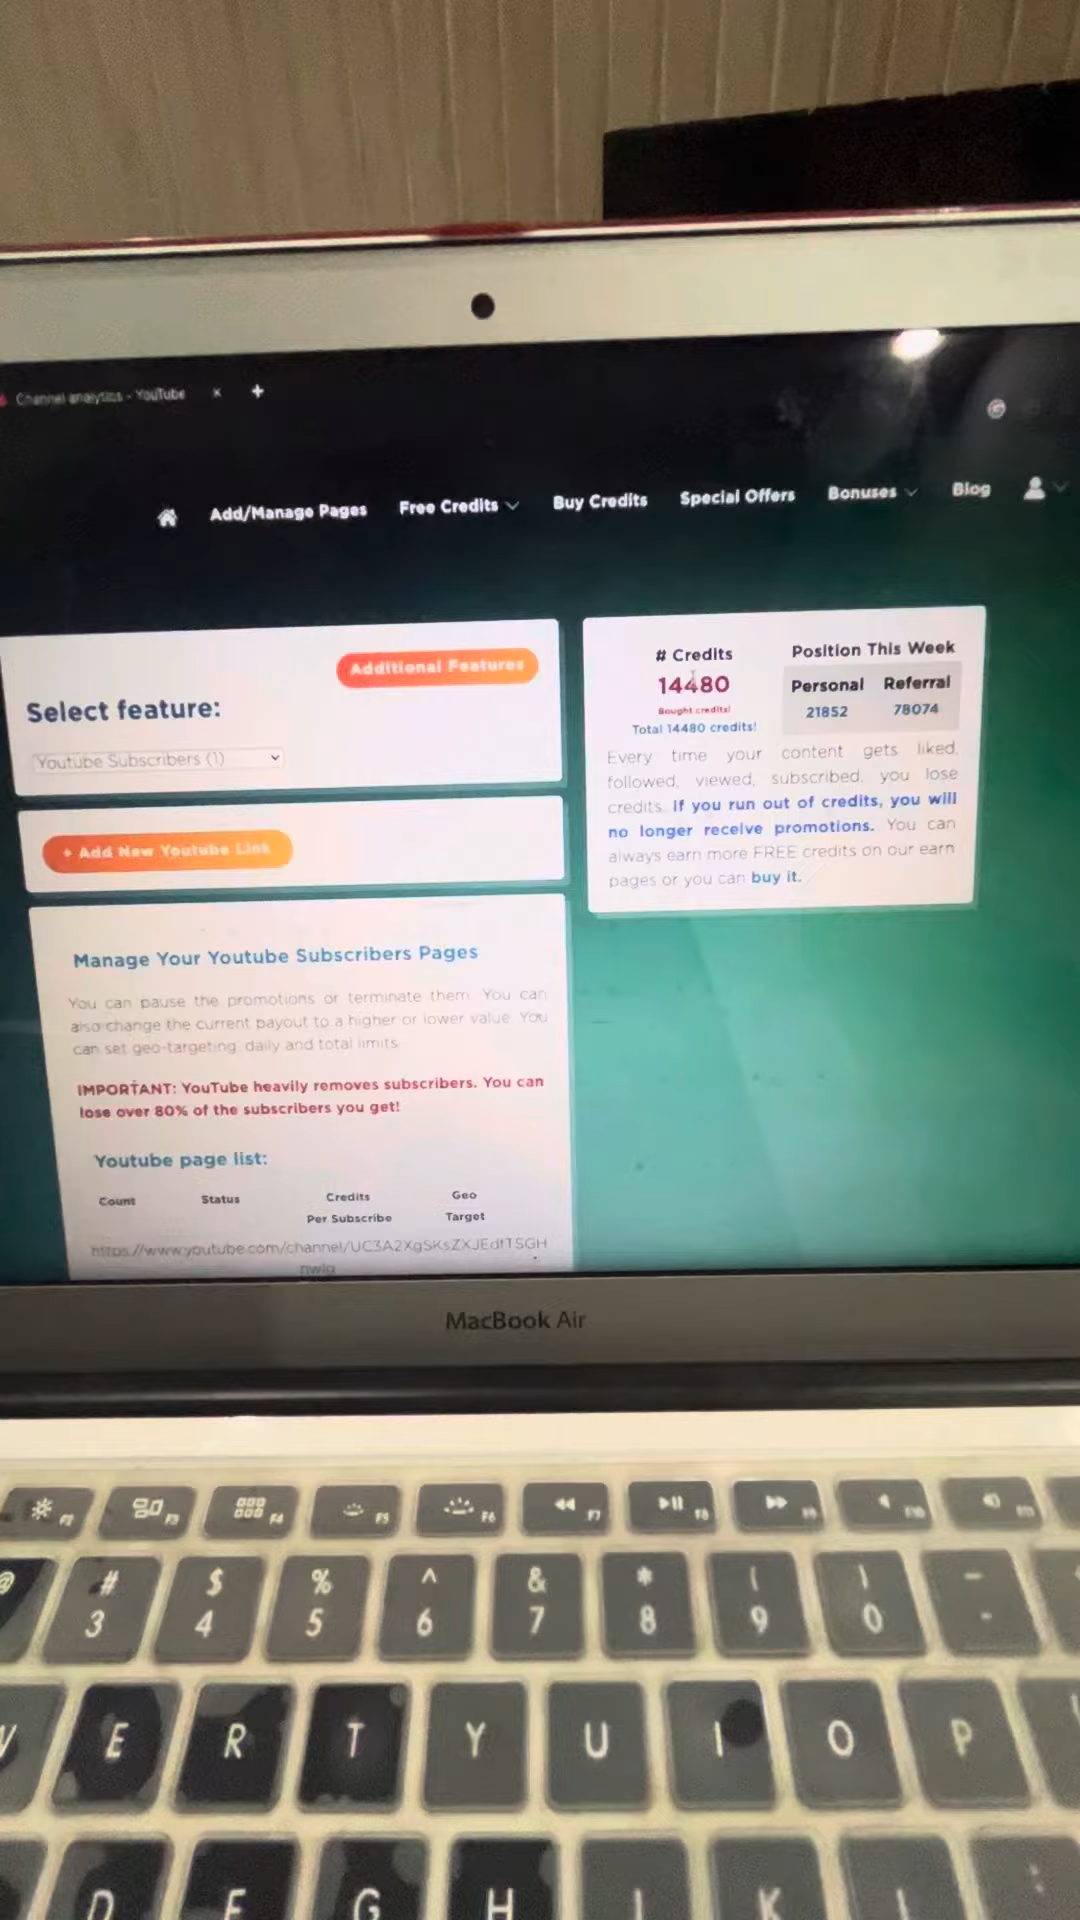 Channel analytics - YouTube
Add/Manage Pages
Free Credits
Buy Credits
Special Offers
Bonuses
Blog
Additional Features
Select feature:
Youtube Subscribers (1)
+ Add New Youtube Link
Manage Your Youtube Subscribers Pages
You can pause the promotions or terminate them. You can
also change the current payout to a higher or lower value. You
can set geo-targeting, daily and total limits.
IMPORTANT: YouTube heavily removes subscribers. You can
lose over 80% of the subscribers you get!
Youtube page list:
Count Status Credits Geo
Per Subscribe Target
https://www.youtube.com/channel/UC3A2XgSKsZXJEdfTSGH
nwlg
# Credits
14480
Bought credits!
Total 14480 credits!
Position This Week
Personal Referral
21852 78074
Every time your content gets liked,
followed, viewed, subscribed, you lose
credits. If you run out of credits, you will
no longer receive promotions. You can
always earn more FREE credits on our earn
pages or you can buy it.
MacBook Air
F2 F3 F4 F5 F6 F7 F8 F9 F10 F11
@ # $ % ^ & * ( ) –
3 4 5 6 7 8 9 0 -
W E R T Y U I O P
D F G H J K L :